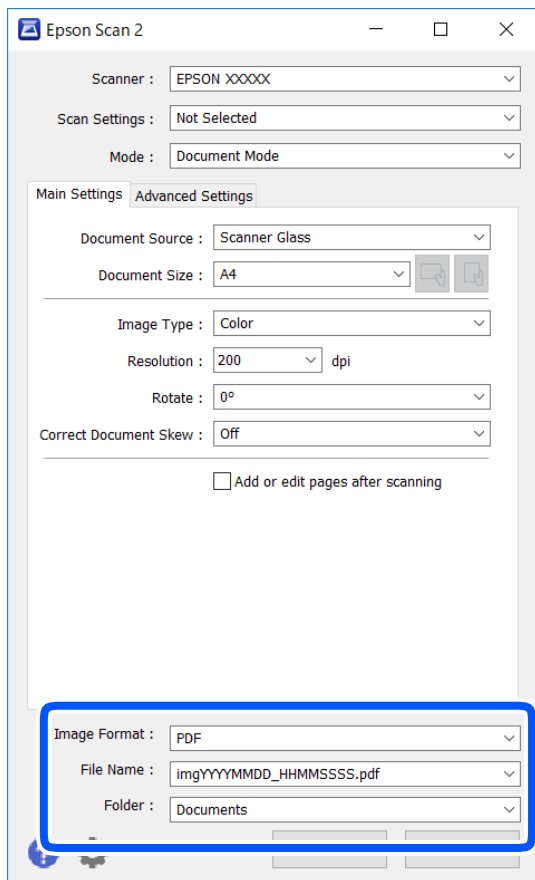 Epson Scan 2
Scanner : EPSON XXXXX
Scan Settings : Not Selected
Mode : Document Mode
Main Settings Advanced Settings
Document Source : Scanner Glass
Document Size : A4
Image Type : Color
Resolution : 200 dpi
Rotate : 0°
Correct Document Skew : Off
Add or edit pages after scanning
Image Format : PDF
File Name : imgYYYYMMDD_HHMMSSSS.pdf
Folder : Documents